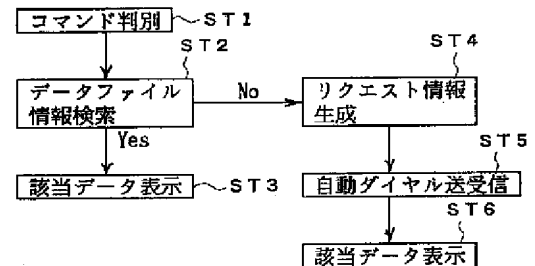 コマンド判別 ST1
ST2
データファイル
情報検索
No
Yes
該当データ表示 ST3
ST4
リクエスト情報
生成
ST5
自動ダイヤル送受信
ST6
該当データ表示